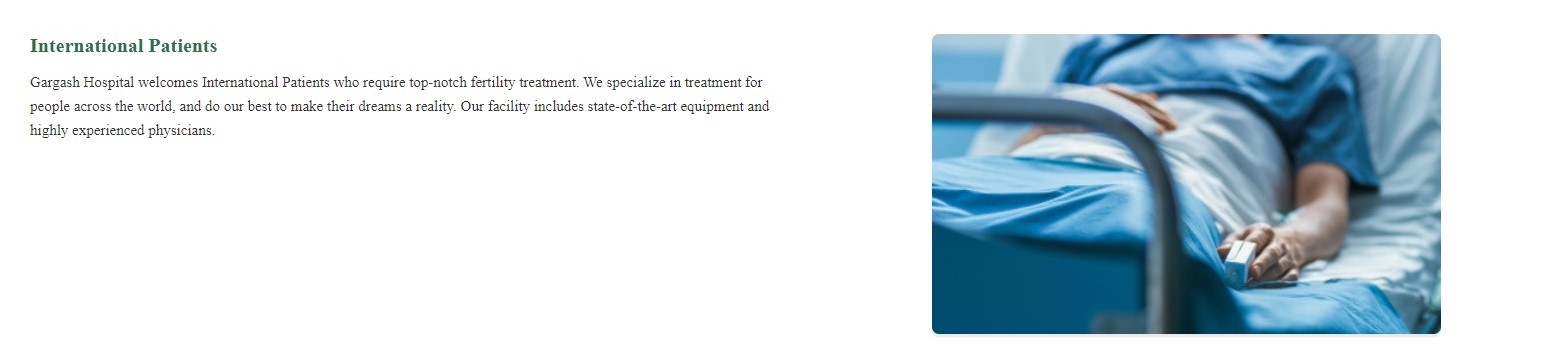 International Patients
Gargash Hospital welcomes International Patients who require top-notch fertility treatment. We specialize in treatment for
people across the world, and do our best to make their dreams a reality. Our facility includes state-of-the-art equipment and
highly experienced physicians.